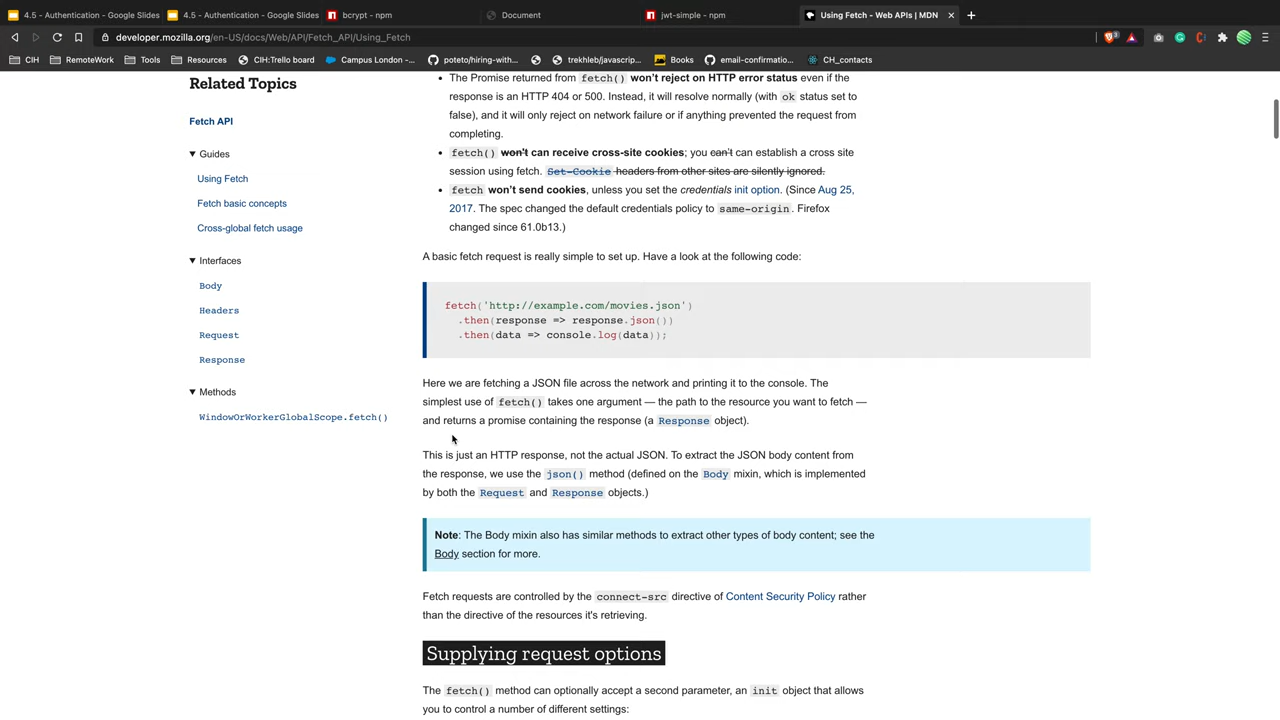 4.5 - Authentication - Google Slides
4.5 - Authentication - Google Slides
bcrypt - npm
Document
jwt-simple - npm
Using Fetch - Web APIs | MDN
developer.mozilla.org/en-US/docs/Web/API/Fetch_API/Using_Fetch
CIH
RemoteWork
Tools
Resources
CIH:Trello board
Campus London -...
poteto/hiring-with...
trekhleb/javascrip...
Books
email-confirmatio...
CH_contacts
Related Topics
Fetch API
Guides
Using Fetch
Fetch basic concepts
Cross-global fetch usage
Interfaces
Body
Headers
Request
Response
Methods
WindowOrWorkerGlobalScope.fetch()
The Promise returned from fetch() won't reject on HTTP error status even if the
response is an HTTP 404 or 500. Instead, it will resolve normally (with ok status set to
false), and it will only reject on network failure or if anything prevented the request from
completing.
fetch() won't can receive cross-site cookies; you can't can establish a cross site
session using fetch. Set-Cookie headers from other sites are silently ignored.
fetch won't send cookies, unless you set the credentials init option. (Since Aug 25,
2017. The spec changed the default credentials policy to same-origin. Firefox
changed since 61.0b13.)
A basic fetch request is really simple to set up. Have a look at the following code:
fetch('http://example.com/movies.json')
.then(response => response.json())
.then(data => console.log(data));
Here we are fetching a JSON file across the network and printing it to the console. The
simplest use of fetch() takes one argument — the path to the resource you want to fetch —
and returns a promise containing the response (a Response object).
This is just an HTTP response, not the actual JSON. To extract the JSON body content from
the response, we use the json() method (defined on the Body mixin, which is implemented
by both the Request and Response objects.)
Note: The Body mixin also has similar methods to extract other types of body content; see the
Body section for more.
Fetch requests are controlled by the connect-src directive of Content Security Policy rather
than the directive of the resources it's retrieving.
Supplying request options
The fetch() method can optionally accept a second parameter, an init object that allows
you to control a number of different settings: